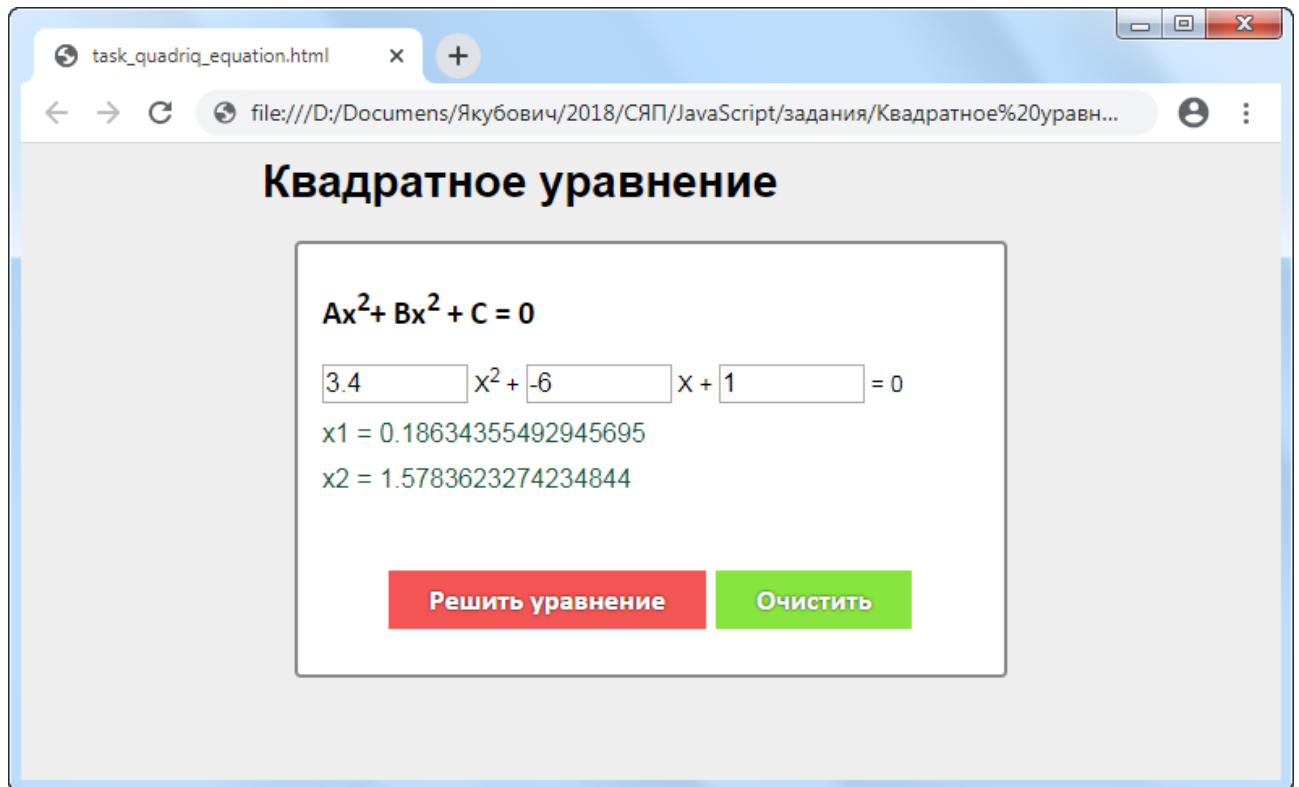 task_quadriq_equation.html
file:///D:/Documens/Якубович/2018/СЯП/JavaScript/задания/Квадратное%20уравн...
Квадратное уравнение
Ax²+ Bx² + C = 0
3.4 X² + -6 X + 1 = 0
x1 = 0.18634355492945695
x2 = 1.5783623274234844
Решить уравнение Очистить